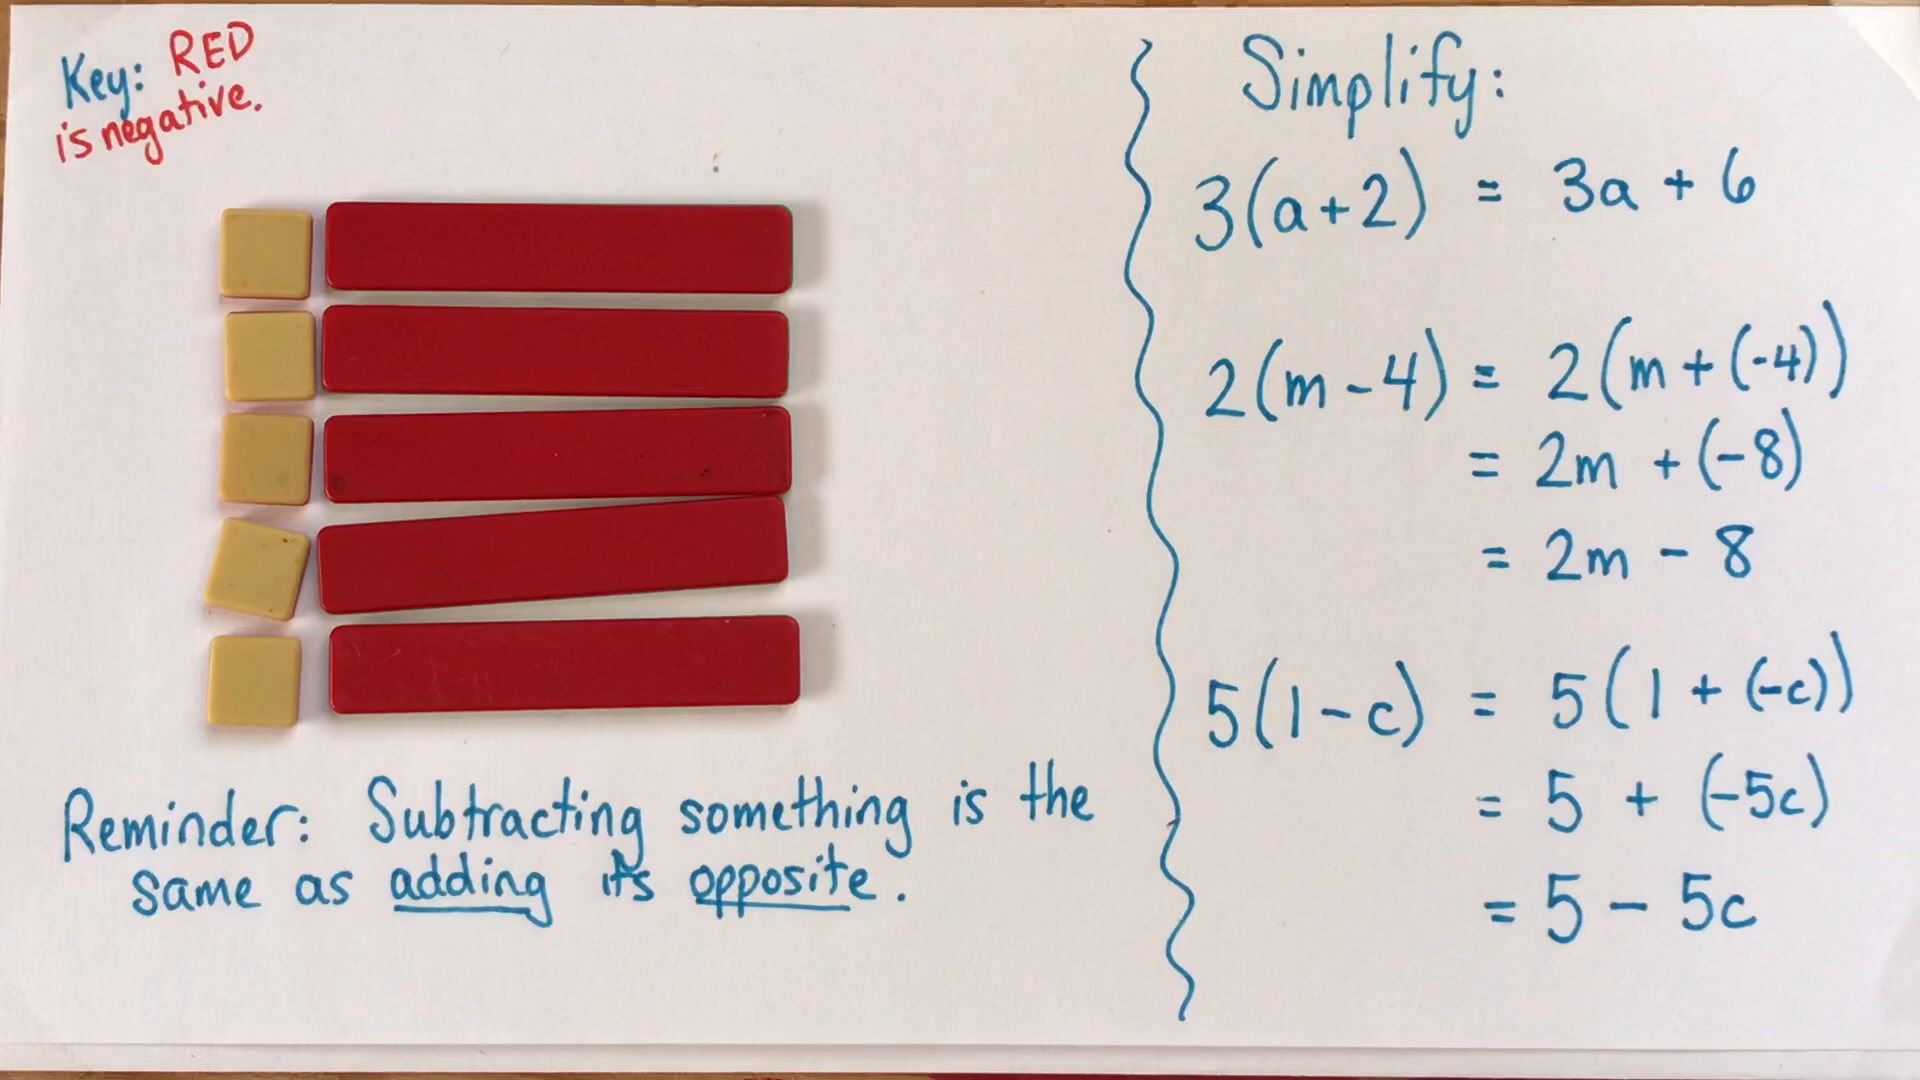 Key: RED
is negative.
Reminder: Subtracting something is the
same as adding it's opposite.
Simplify:
3(a+2) = 3a + 6
2(m-4) = 2(m+(-4))
= 2m + (-8)
= 2m - 8
5(1-c) = 5(1 + (-c))
= 5 + (-5c)
= 5 - 5c